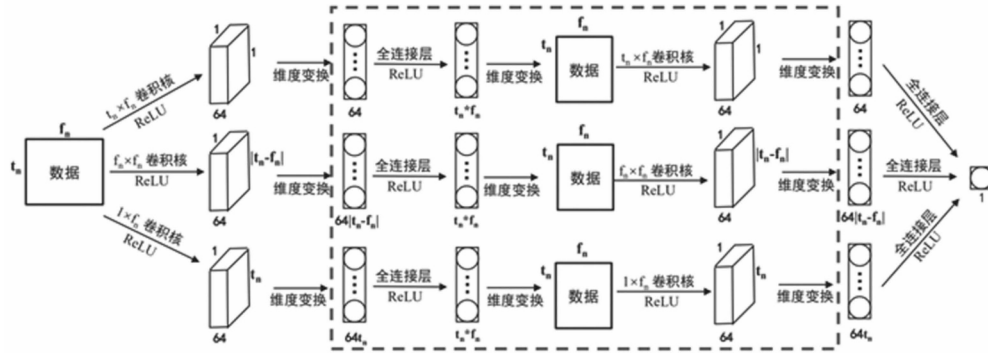 f_n
t_n
数据
t_n×f_n 卷积核
ReLU
1
1
64
维度变换
64
全连接层
ReLU
t_n*f_n
维度变换
f_n
t_n
数据
t_n×f_n 卷积核
ReLU
1
1
64
维度变换
64
全连接层
ReLU
f_n×f_n 卷积核
ReLU
1
|t_n-f_n|
64
维度变换
64|t_n-f_n|
全连接层
ReLU
t_n*f_n
维度变换
f_n
t_n
数据
f_n×f_n 卷积核
ReLU
1
|t_n-f_n|
64
维度变换
64|t_n-f_n|
全连接层
ReLU
1
1×f_n 卷积核
ReLU
1
t_n
64
维度变换
64t_n
全连接层
ReLU
t_n*f_n
维度变换
f_n
t_n
数据
1×f_n 卷积核
ReLU
1
t_n
64
维度变换
64t_n
全连接层
ReLU